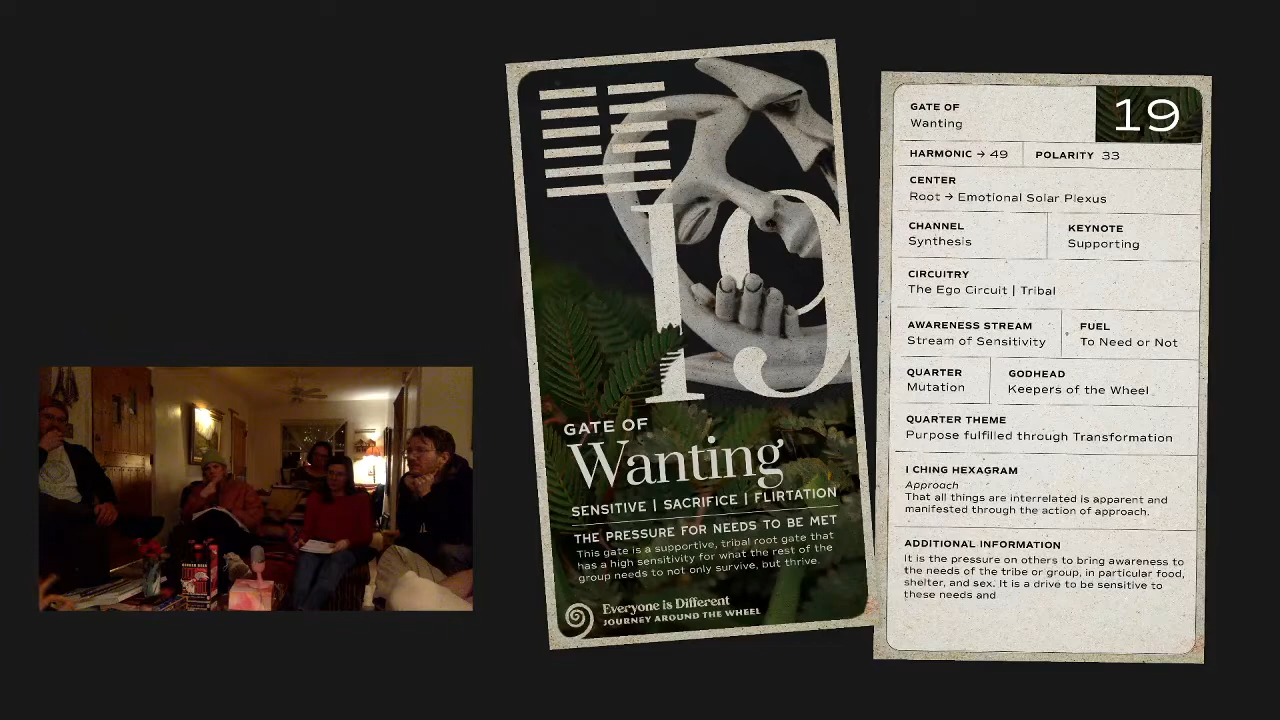 19
GATE OF
Wanting
SENSITIVE | SACRIFICE | FLIRTATION
THE PRESSURE FOR NEEDS TO BE MET
This gate is a supportive, tribal root gate that
has a high sensitivity for what the rest of the
group needs to not only survive, but thrive.
Everyone is Different
JOURNEY AROUND THE WHEEL
GATE OF
Wanting
19
HARMONIC → 49
POLARITY 33
CENTER
Root → Emotional Solar Plexus
CHANNEL
Synthesis
KEYNOTE
Supporting
CIRCUITRY
The Ego Circuit | Tribal
AWARENESS STREAM
Stream of Sensitivity
FUEL
To Need or Not
QUARTER
Mutation
GODHEAD
Keepers of the Wheel
QUARTER THEME
Purpose fulfilled through Transformation
I CHING HEXAGRAM
Approach
That all things are interrelated is apparent and
manifested through the action of approach.
ADDITIONAL INFORMATION
It is the pressure on others to bring awareness to
the needs of the tribe or group, in particular food,
shelter, and sex. It is a drive to be sensitive to
these needs and